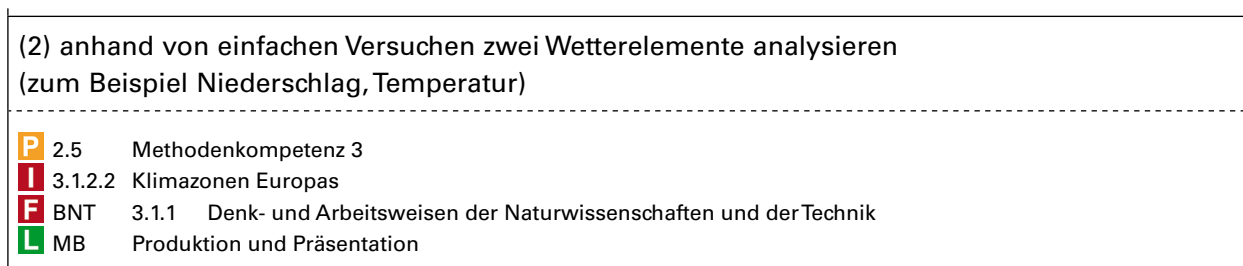 (2) anhand von einfachen Versuchen zwei Wetterelemente analysieren
(zum Beispiel Niederschlag, Temperatur)
P 2.5 Methodenkompetenz 3
I 3.1.2.2 Klimazonen Europas
F BNT 3.1.1 Denk- und Arbeitsweisen der Naturwissenschaften und der Technik
L MB Produktion und Präsentation